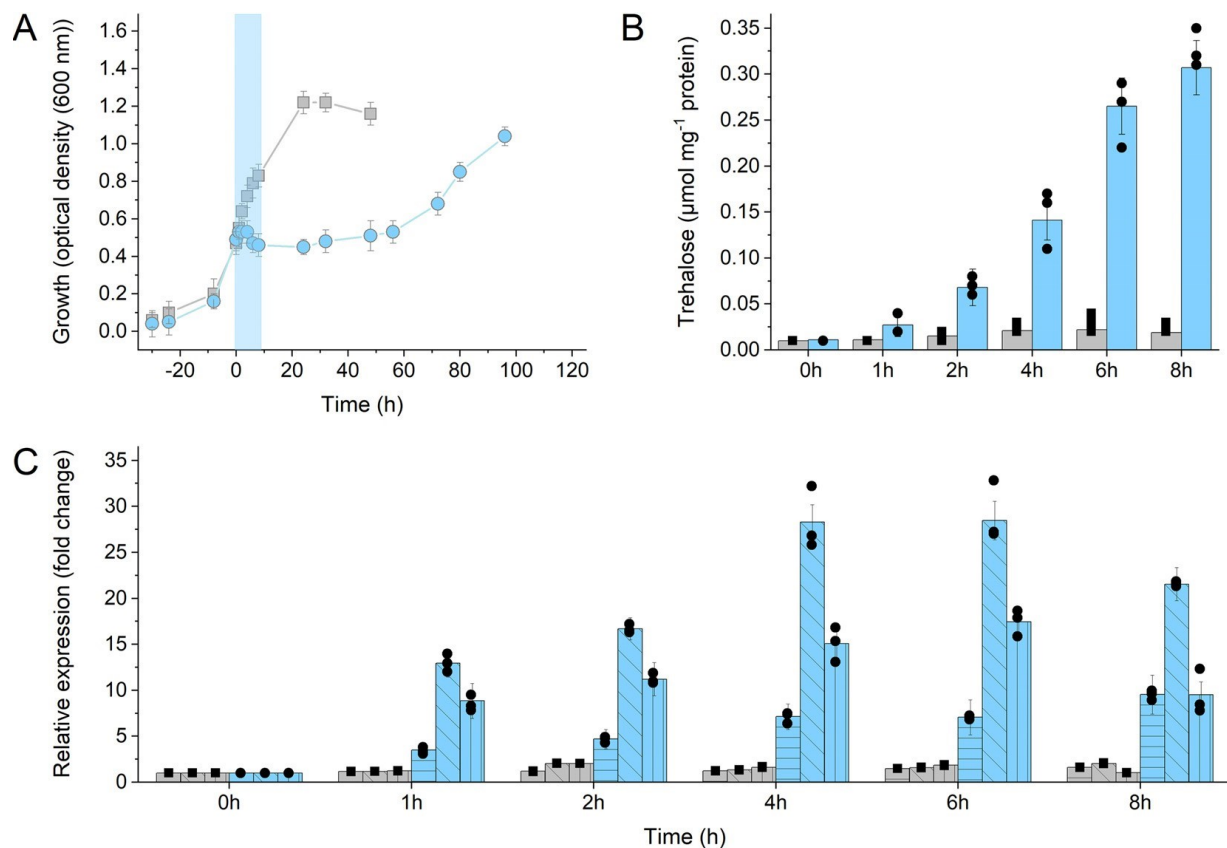 A
Growth (optical density (600 nm))
1.6
1.4
1.2
1.0
0.8
0.6
0.4
0.2
0.0
-20 0 20 40 60 80 100 120
Time (h)
B
Trehalose (µmol mg⁻¹ protein)
0.35
0.30
0.25
0.20
0.15
0.10
0.05
0.00
0h 1h 2h 4h 6h 8h
C
Relative expression (fold change)
35
30
25
20
15
10
5
0
0h 1h 2h 4h 6h 8h
Time (h)